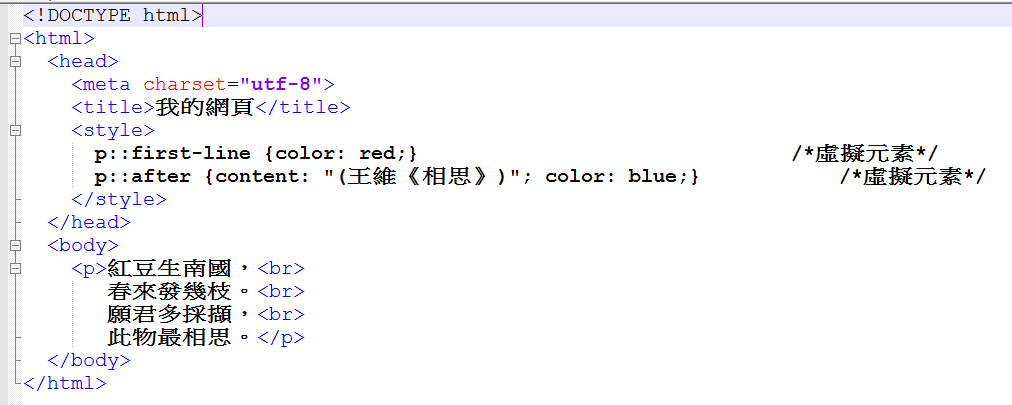 <!DOCTYPE html>
<html>
<head>
<meta charset="utf-8">
<title>我的網頁</title>
<style>
p::first-line {color: red;} /*虛擬元素*/
p::after {content: "(王維《相思》)"; color: blue;} /*虛擬元素*/
</style>
</head>
<body>
<p>紅豆生南國，<br>
春來發幾枝。<br>
願君多採擷，<br>
此物最相思。</p>
</body>
</html>